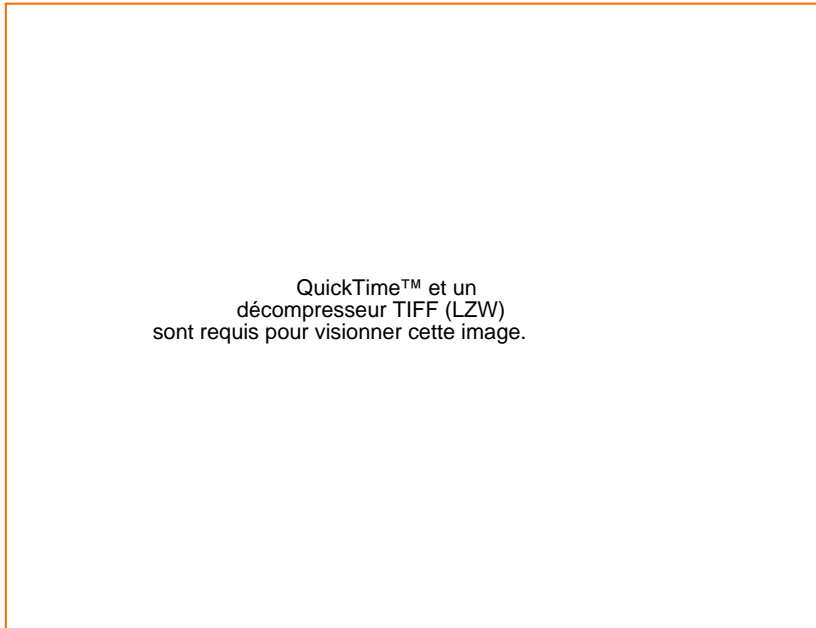 QuickTime™ et un
décompresseur TIFF (LZW)
sont requis pour visionner cette image.